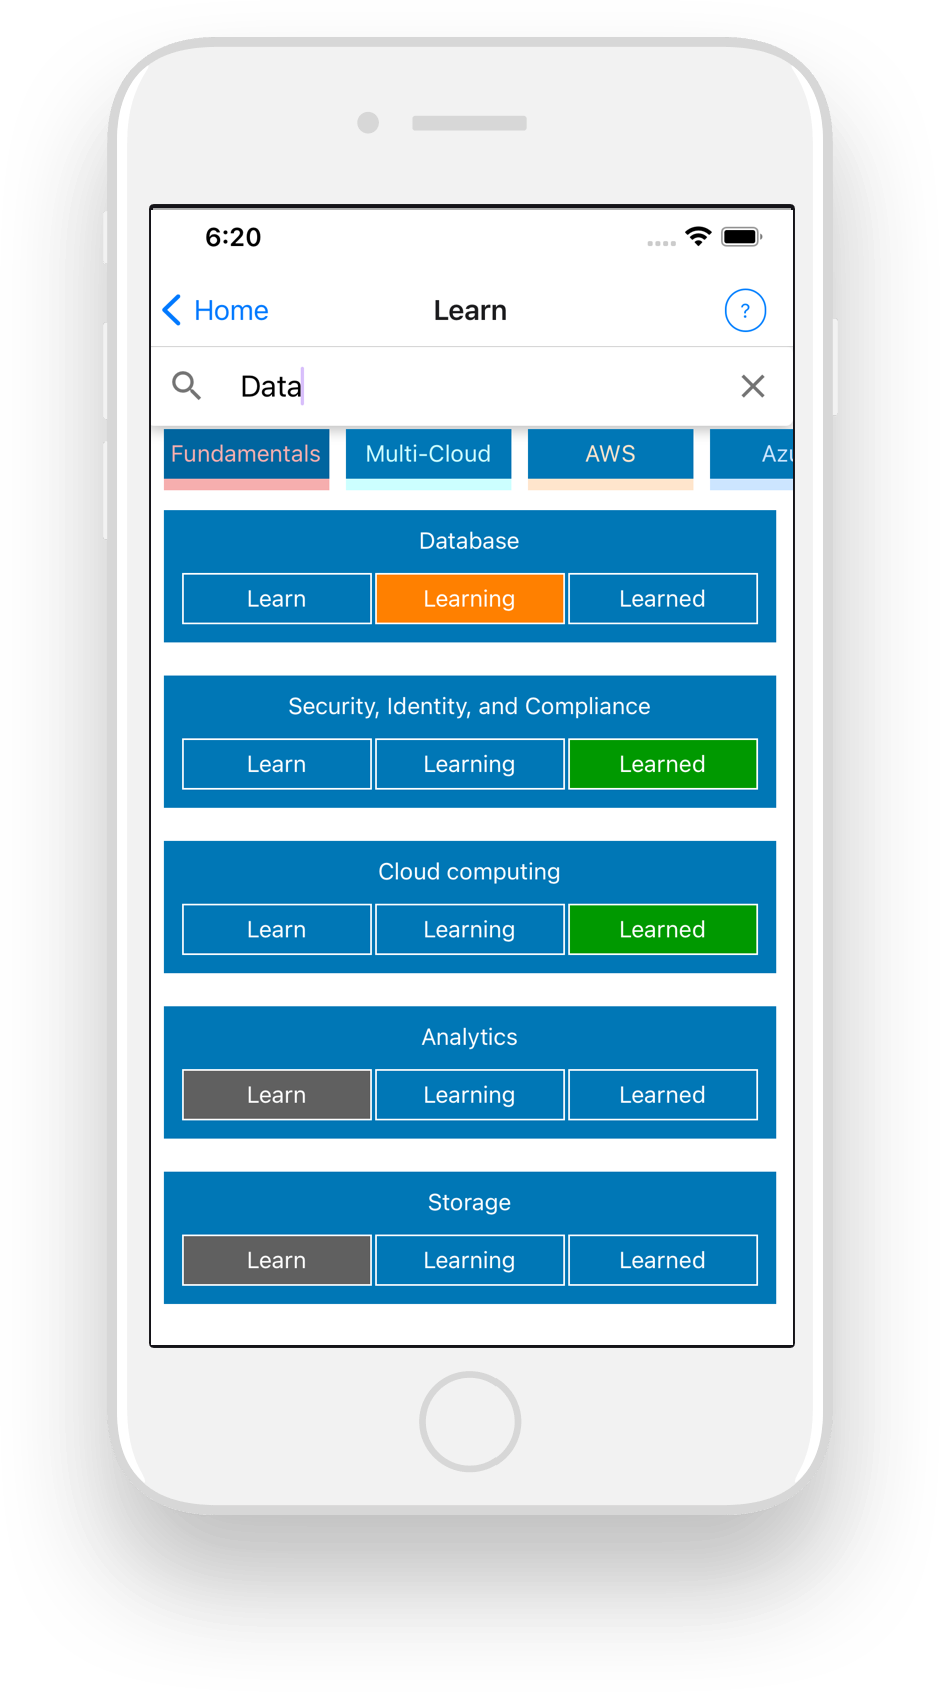 6:20
Home Learn ?
Data
Fundamentals Multi-Cloud AWS Azu
Database
Learn Learning Learned
Security, Identity, and Compliance
Learn Learning Learned
Cloud computing
Learn Learning Learned
Analytics
Learn Learning Learned
Storage
Learn Learning Learned